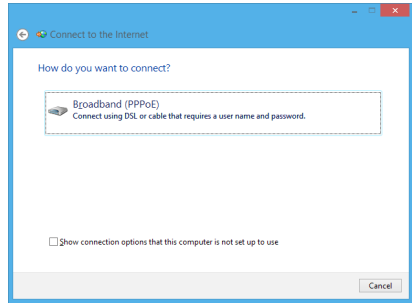 Connect to the Internet
How do you want to connect?
Broadband (PPPoE)
Connect using DSL or cable that requires a user name and password.
Show connection options that this computer is not set up to use
Cancel